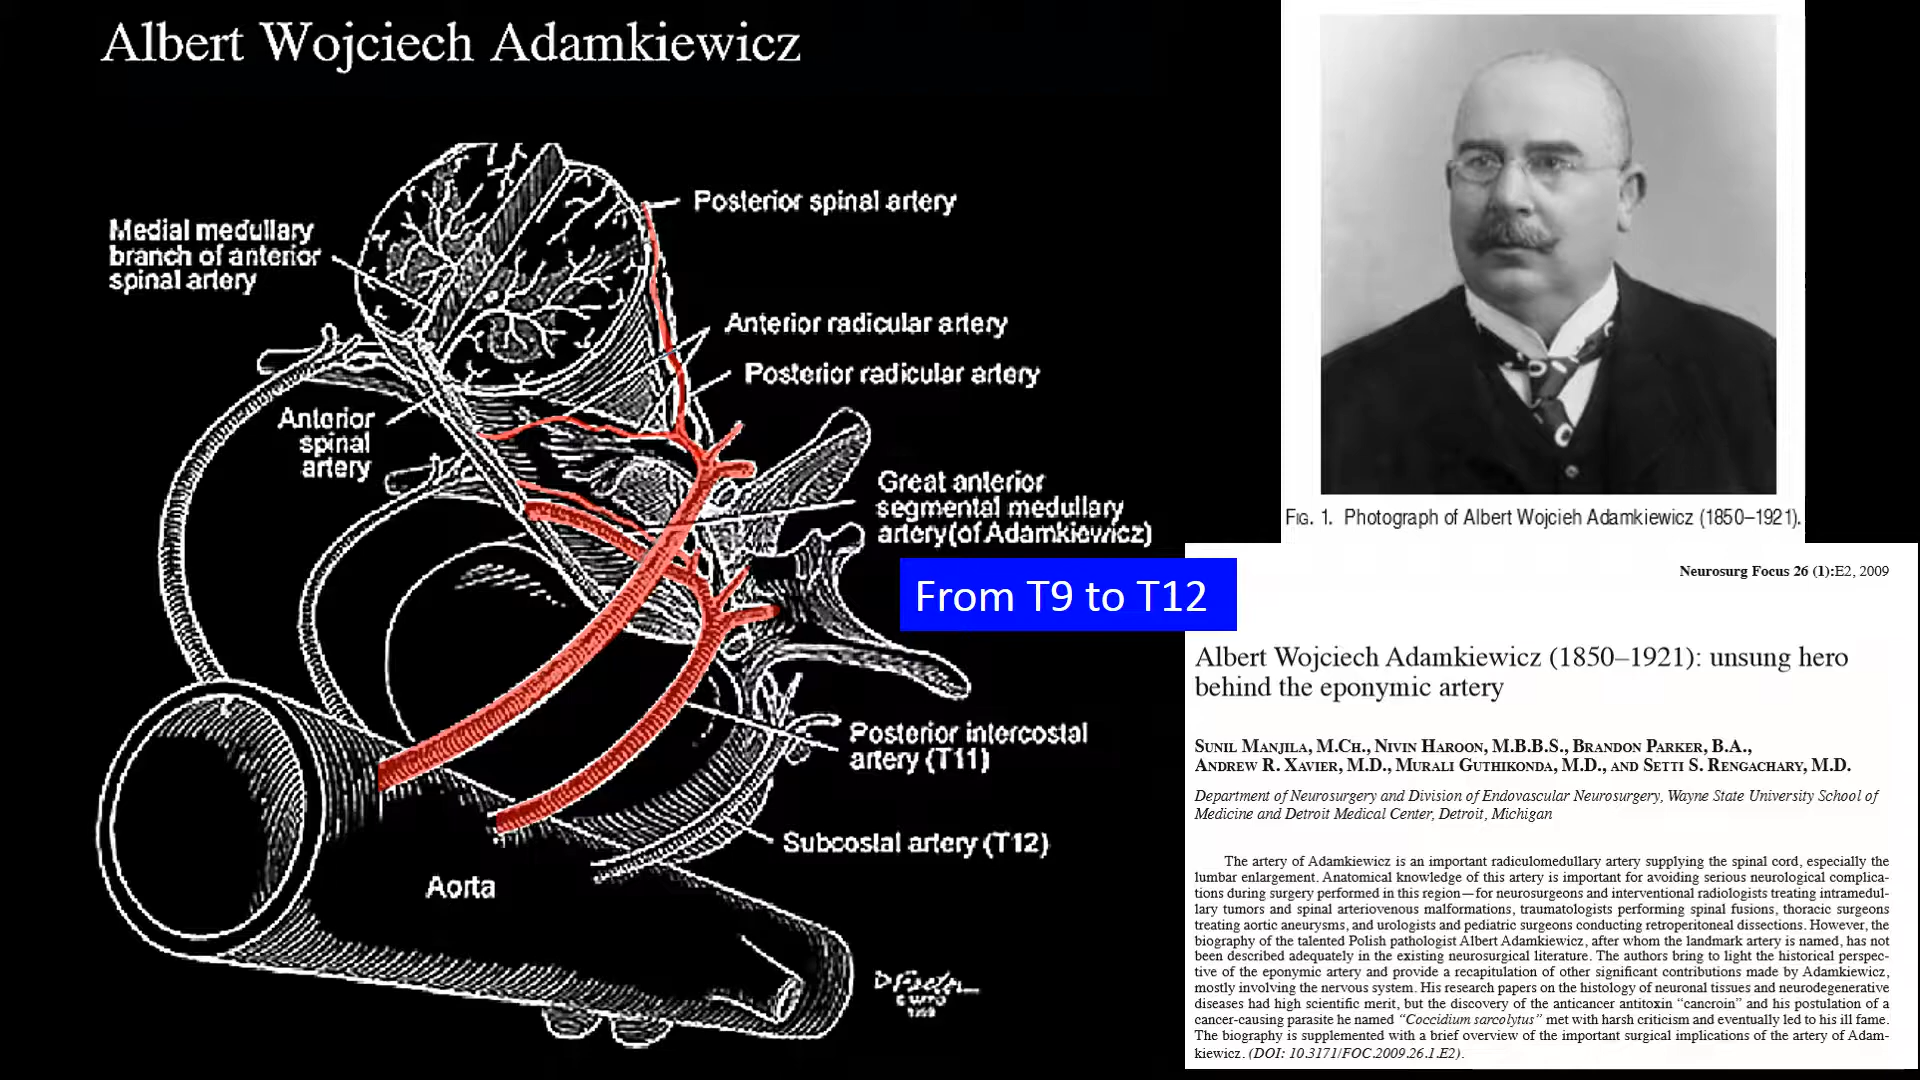 Albert Wojciech Adamkiewicz
Medial medullary
branch of anterior
spinal artery
Posterior spinal artery
Anterior radicular artery
Posterior radicular artery
Anterior
spinal
artery
Great anterior
segmental medullary
artery(of Adamkiewicz)
From T9 to T12
Posterior intercostal
artery (T11)
Subcostal artery (T12)
Aorta
FIG. 1. Photograph of Albert Wojcieh Adamkiewicz (1850–1921).
Neurosurg Focus 26 (1):E2, 2009
Albert Wojciech Adamkiewicz (1850–1921): unsung hero
behind the eponymic artery
SUNIL MANJILA, M.CH., NIVIN HAROON, M.B.B.S., BRANDON PARKER, B.A.,
ANDREW R. XAVIER, M.D., MURALI GUTHIKONDA, M.D., AND SETTI S. RENGACHARY, M.D.
Department of Neurosurgery and Division of Endovascular Neurosurgery, Wayne State University School of
Medicine and Detroit Medical Center, Detroit, Michigan
The artery of Adamkiewicz is an important radiculomedullary artery supplying the spinal cord, especially the
lumbar enlargement. Anatomical knowledge of this artery is important for avoiding serious neurological complica-
tions during surgery performed in this region—for neurosurgeons and interventional radiologists treating intramedul-
lary tumors and spinal arteriovenous malformations, traumatologists performing spinal fusions, thoracic surgeons
treating aortic aneurysms, and urologists and pediatric surgeons conducting retroperitoneal dissections. However, the
biography of the talented Polish pathologist Albert Adamkiewicz, after whom the landmark artery is named, has not
been described adequately in the existing neurosurgical literature. The authors bring to light the historical perspec-
tive of the eponymic artery and provide a recapitulation of other significant contributions made by Adamkiewicz,
mostly involving the nervous system. His research papers on the histology of neuronal tissues and neurodegenerative
diseases had high scientific merit, but the discovery of the anticancer antitoxin “cancroin” and his postulation of a
cancer-causing parasite he named “Coccidium sarcolytus” met with harsh criticism and eventually led to his ill fame.
The biography is supplemented with a brief overview of the important surgical implications of the artery of Adam-
kiewicz. (DOI: 10.3171/FOC.2009.26.1.E2).